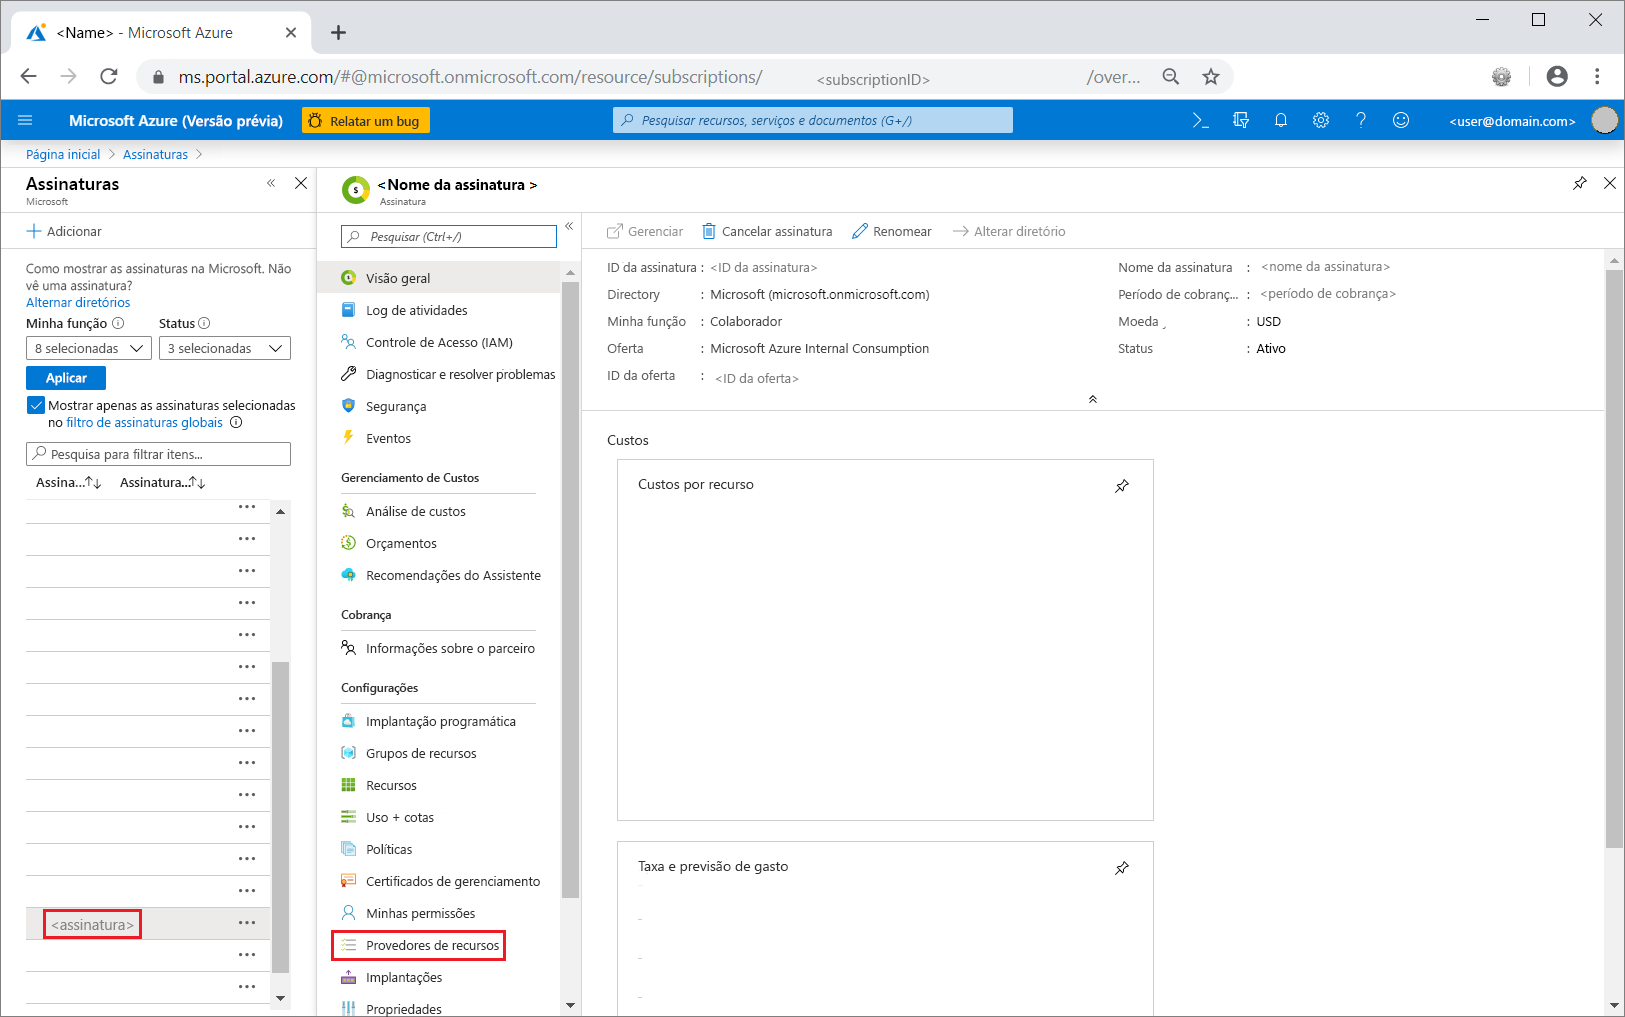 <Name> - Microsoft Azure
ms.portal.azure.com/#@microsoft.onmicrosoft.com/resource/subscriptions/ <subscriptionID> /over...
Microsoft Azure (Versão prévia)
Relatar um bug
Pesquisar recursos, serviços e documentos (G+/)
<user@domain.com>
Página inicial > Assinaturas >
Assinaturas
Microsoft
Adicionar
Como mostrar as assinaturas na Microsoft. Não
vê uma assinatura?
Alternar diretórios
Minha função Status
8 selecionadas 3 selecionadas
Aplicar
Mostrar apenas as assinaturas selecionadas
no filtro de assinaturas globais
Pesquisa para filtrar itens...
Assina...↑↓ Assinatura...↑↓
<assinatura>
<Nome da assinatura >
Assinatura
Pesquisar (Ctrl+/)
Visão geral
Log de atividades
Controle de Acesso (IAM)
Diagnosticar e resolver problemas
Segurança
Eventos
Gerenciamento de Custos
Análise de custos
Orçamentos
Recomendações do Assistente
Cobrança
Informações sobre o parceiro
Configurações
Implantação programática
Grupos de recursos
Recursos
Uso + cotas
Políticas
Certificados de gerenciamento
Minhas permissões
Provedores de recursos
Implantações
Propriedades
Gerenciar Cancelar assinatura Renomear Alterar diretório
ID da assinatura : <ID da assinatura>
Directory : Microsoft (microsoft.onmicrosoft.com)
Minha função : Colaborador
Oferta : Microsoft Azure Internal Consumption
ID da oferta : <ID da oferta>
Nome da assinatura : <nome da assinatura>
Período de cobranç... : <período de cobrança>
Moeda : USD
Status : Ativo
Custos
Custos por recurso
Taxa e previsão de gasto